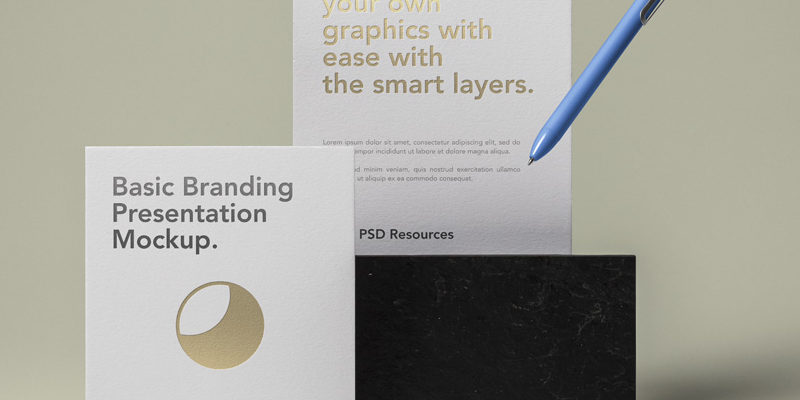 your own
graphics with
ease with
the smart layers.
Lorem ipsum dolor sit amet, consectetur adipiscing elit, sed do
tempor incididunt ut labore et dolore magna aliqua.
minim veniam, quis nostrud exercitation ullamco
ut aliquip ex ea commodo consequat.
PSD Resources
Basic Branding
Presentation
Mockup.